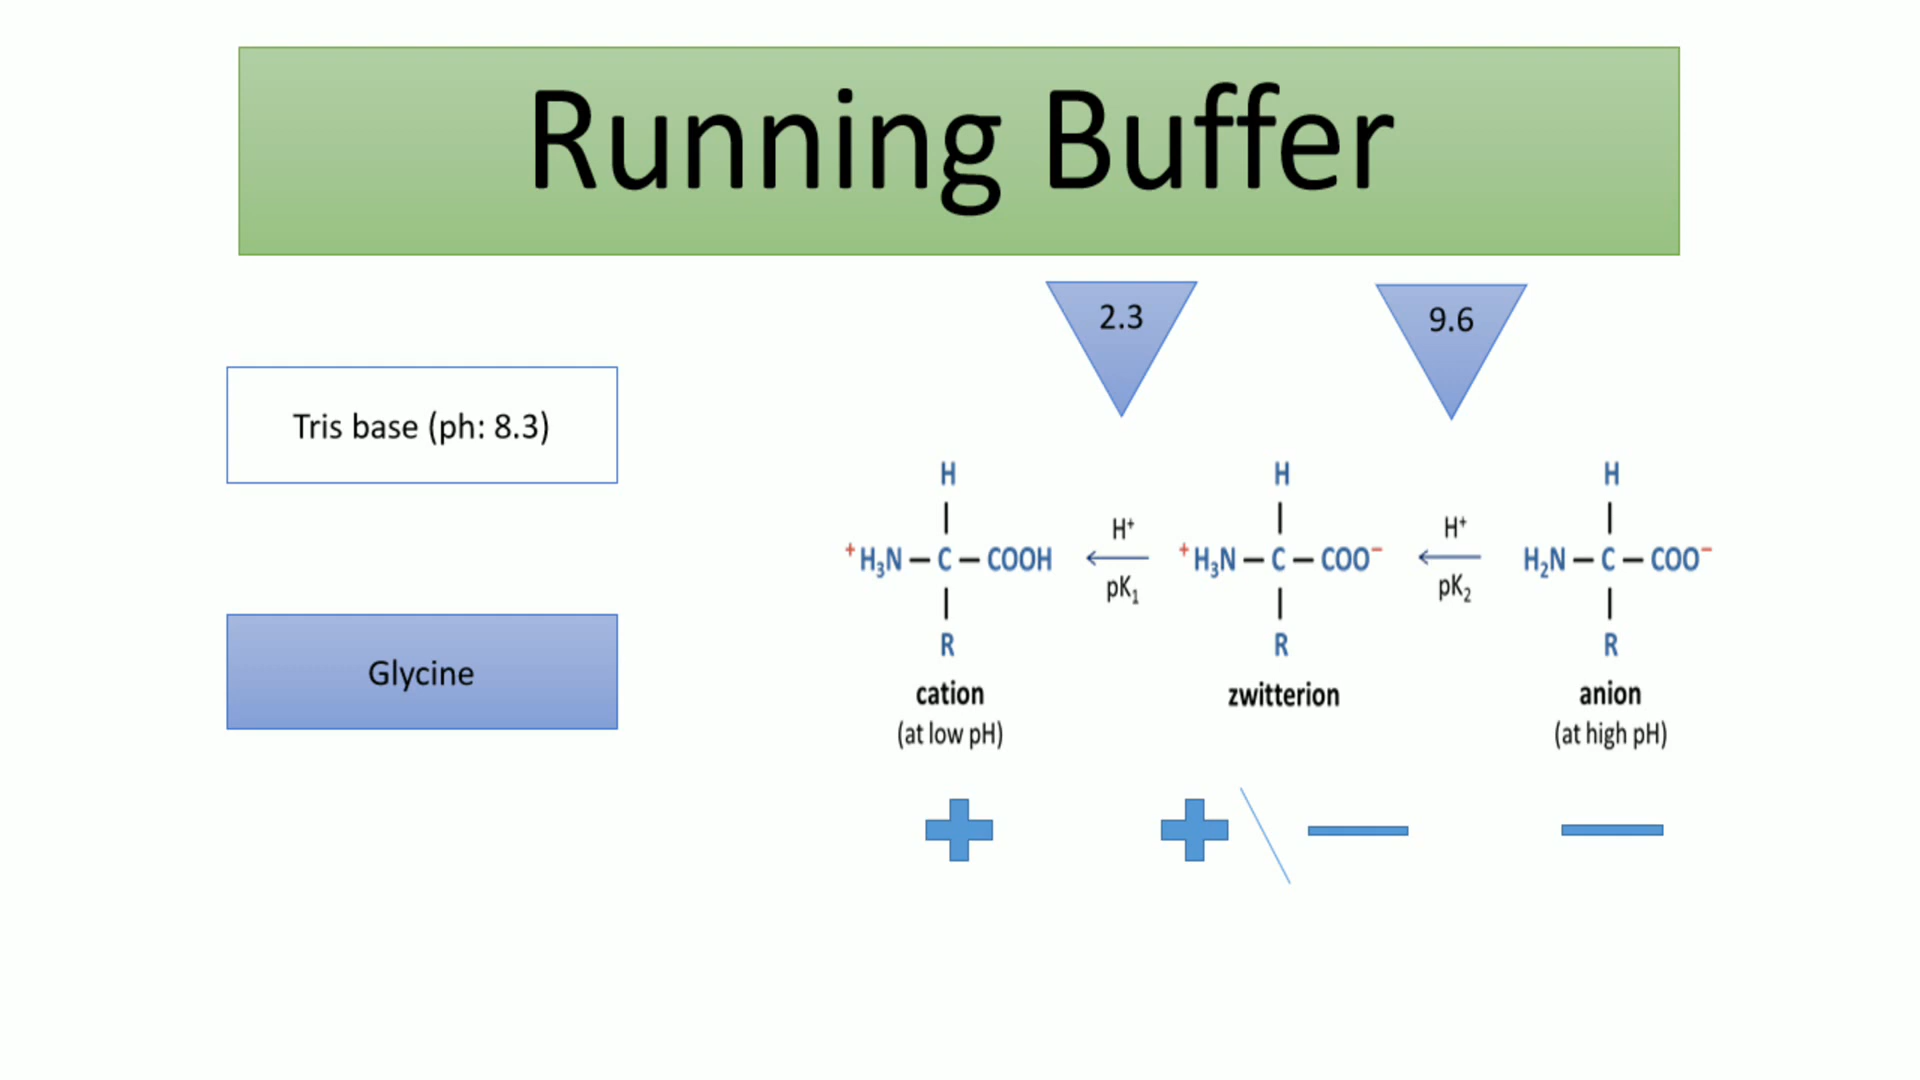 Running Buffer
2.3
9.6
Tris base (ph: 8.3)
Glycine
H
H
H
⁺H₃N — C — COOH
H⁺
pK₁
⁺H₃N — C — COO⁻
H⁺
pK₂
H₂N — C — COO⁻
R
R
R
cation
(at low pH)
zwitterion
anion
(at high pH)